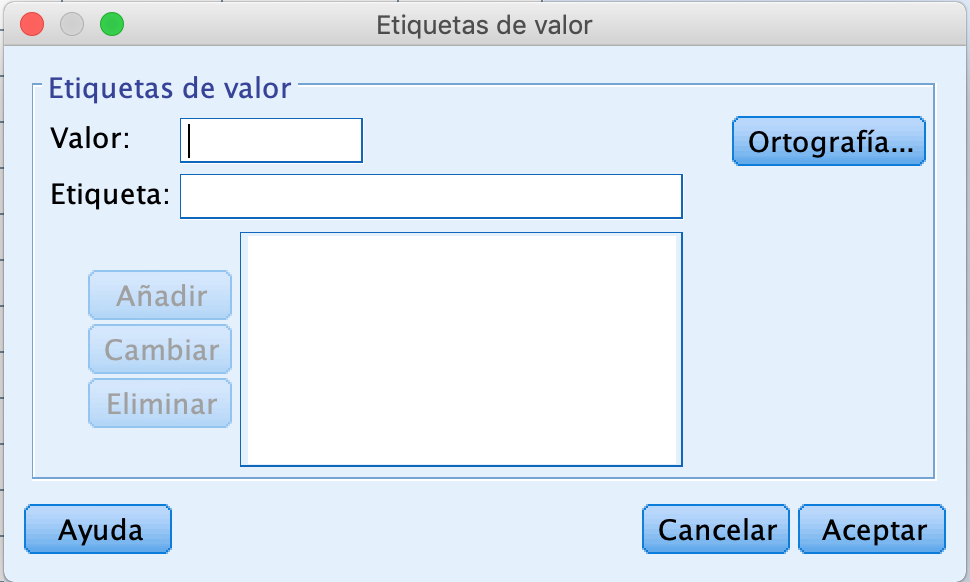 Etiquetas de valor
Etiquetas de valor
Valor:
Ortografía...
Etiqueta:
Añadir
Cambiar
Eliminar
Ayuda
Cancelar
Aceptar